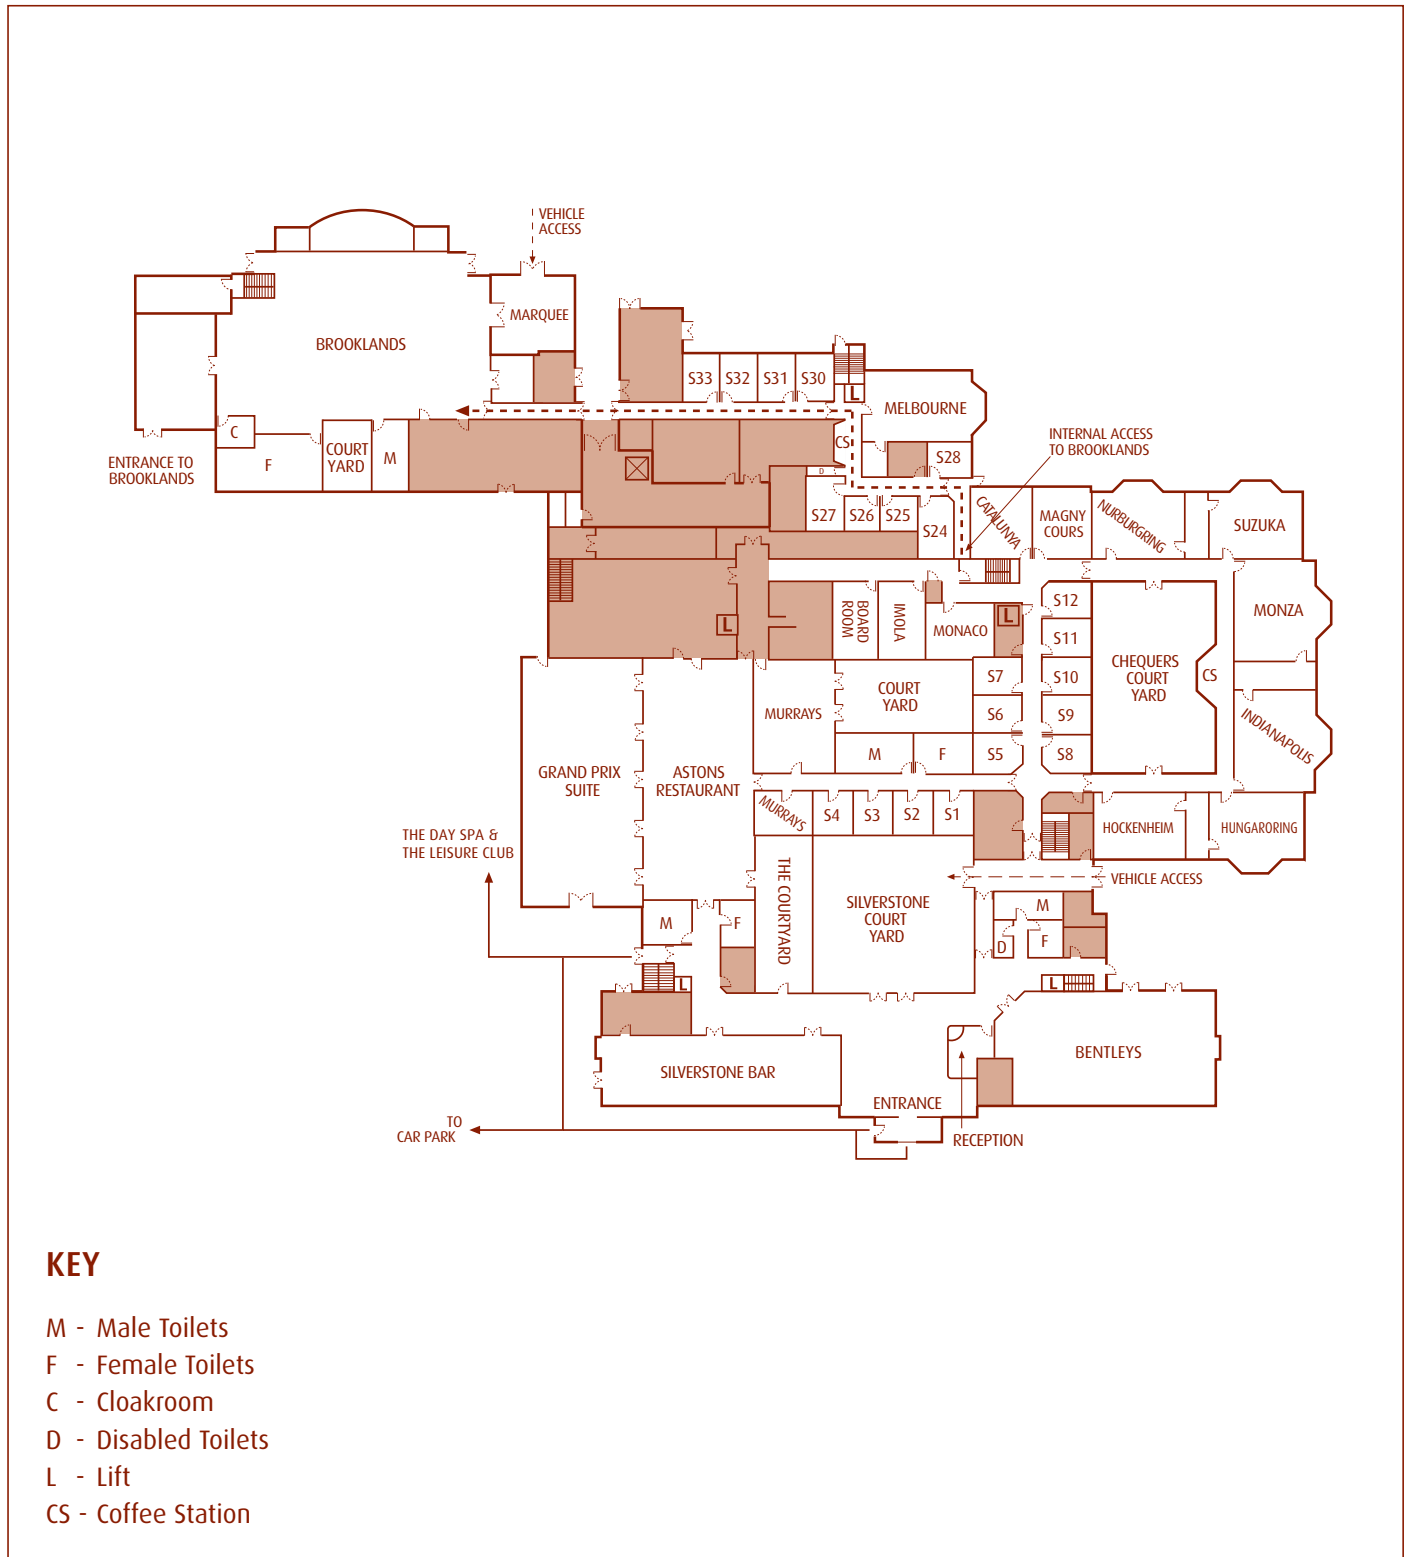 VEHICLE
ACCESS
MARQUEE
BROOKLANDS
S33
S32
S31
S30
L
MELBOURNE
C
F
COURT
YARD
M
CS
S28
D
INTERNAL ACCESS
TO BROOKLANDS
ENTRANCE TO
BROOKLANDS
S27
S26
S25
S24
CATALUNYA
MAGNY
COURS
NURBURGRING
SUZUKA
L
BOARD
ROOM
IMOLA
MONACO
L
S12
S11
S10
S9
S8
MONZA
CHEQUERS
COURT
YARD
CS
INDIANAPOLIS
S7
S6
S5
COURT
YARD
MURRAYS
M
F
GRAND PRIX
SUITE
ASTONS
RESTAURANT
MURRAYS
S4
S3
S2
S1
HOCKENHEIM
HUNGARORING
THE DAY SPA &
THE LEISURE CLUB
VEHICLE ACCESS
THE COURTYARD
SILVERSTONE
COURT
YARD
M
F
M
D
F
L
L
SILVERSTONE BAR
BENTLEYS
ENTRANCE
TO
CAR PARK
RECEPTION
KEY
M - Male Toilets
F - Female Toilets
C - Cloakroom
D - Disabled Toilets
L - Lift
CS - Coffee Station